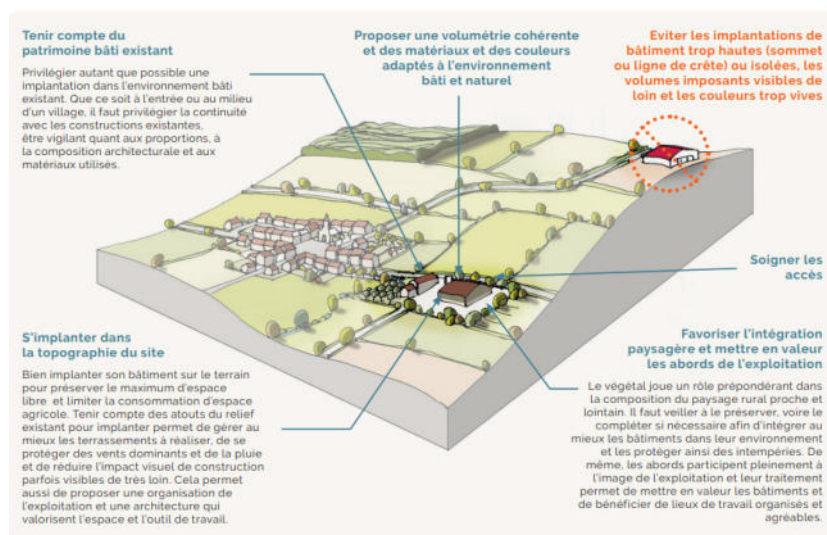 Tenir compte du
patrimoine bâti existant
Privilégier autant que possible une
implantation dans l'environnement bâti
existant. Que ce soit à l'entrée ou au milieu
d'un village, il faut privilégier la continuité
avec les constructions existantes,
être vigilant quant aux proportions, à
la composition architecturale et aux
matériaux utilisés.
Proposer une volumétrie cohérente
et des matériaux et des couleurs
adaptés à l'environnement
bâti et naturel
Eviter les implantations de
bâtiment trop hautes (sommet
ou ligne de crête) ou isolées, les
volumes imposants visibles de
loin et les couleurs trop vives
Soigner les
accès
S'implanter dans
la topographie du site
Bien implanter son bâtiment sur le terrain
pour préserver le maximum d'espace
libre et limiter la consommation d'espace
agricole. Tenir compte des atouts du relief
existant pour implanter permet de gérer au
mieux les terrassements à réaliser, de se
protéger des vents dominants et de la pluie
et de réduire l'impact visuel de construction
parfois visibles de très loin. Cela permet
aussi de proposer une organisation de
l'exploitation et une architecture qui
valorisent l'espace et l'outil de travail.
Favoriser l'intégration
paysagère et mettre en valeur
les abords de l'exploitation
Le végétal joue un rôle prépondérant dans
la composition du paysage rural proche et
lointain. Il faut veiller à le préserver, voire le
compléter si nécessaire afin d'intégrer au
mieux les bâtiments dans leur environnement
et les protéger ainsi des intempéries. De
même, les abords participent pleinement à
l'image de l'exploitation et leur traitement
permet de mettre en valeur les bâtiments et
de bénéficier de lieux de travail organisés et
agréables.